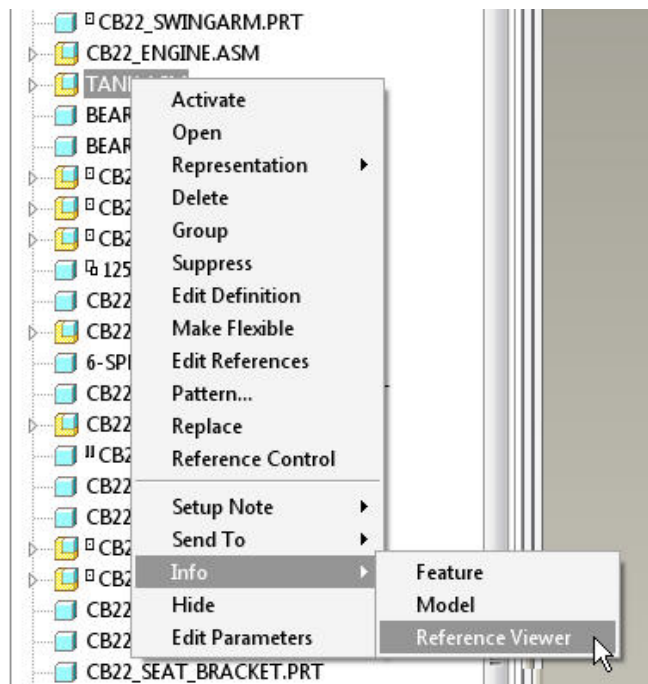 CB22_SWINGARM.PRT
CB22_ENGINE.ASM
Activate
BEAR
Open
BEAR
Representation
CB2
Delete
CB2
Group
CB2
Suppress
125
Edit Definition
CB22
Make Flexible
CB22
Edit References
6-SPI
Pattern...
CB22
Replace
CB22
Reference Control
CB2
CB22
Setup Note
CB22
Send To
CB2
Info
Feature
CB2
Hide
Model
CB22
Edit Parameters
Reference Viewer
CB22
CB22_SEAT_BRACKET.PRT